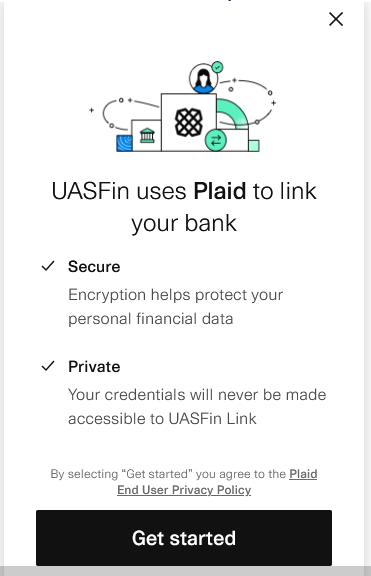 UASFin uses Plaid to link
your bank
Secure
Encryption helps protect your
personal financial data
Private
Your credentials will never be made
accessible to UASFin Link
By selecting “Get started” you agree to the Plaid
End User Privacy Policy
Get started